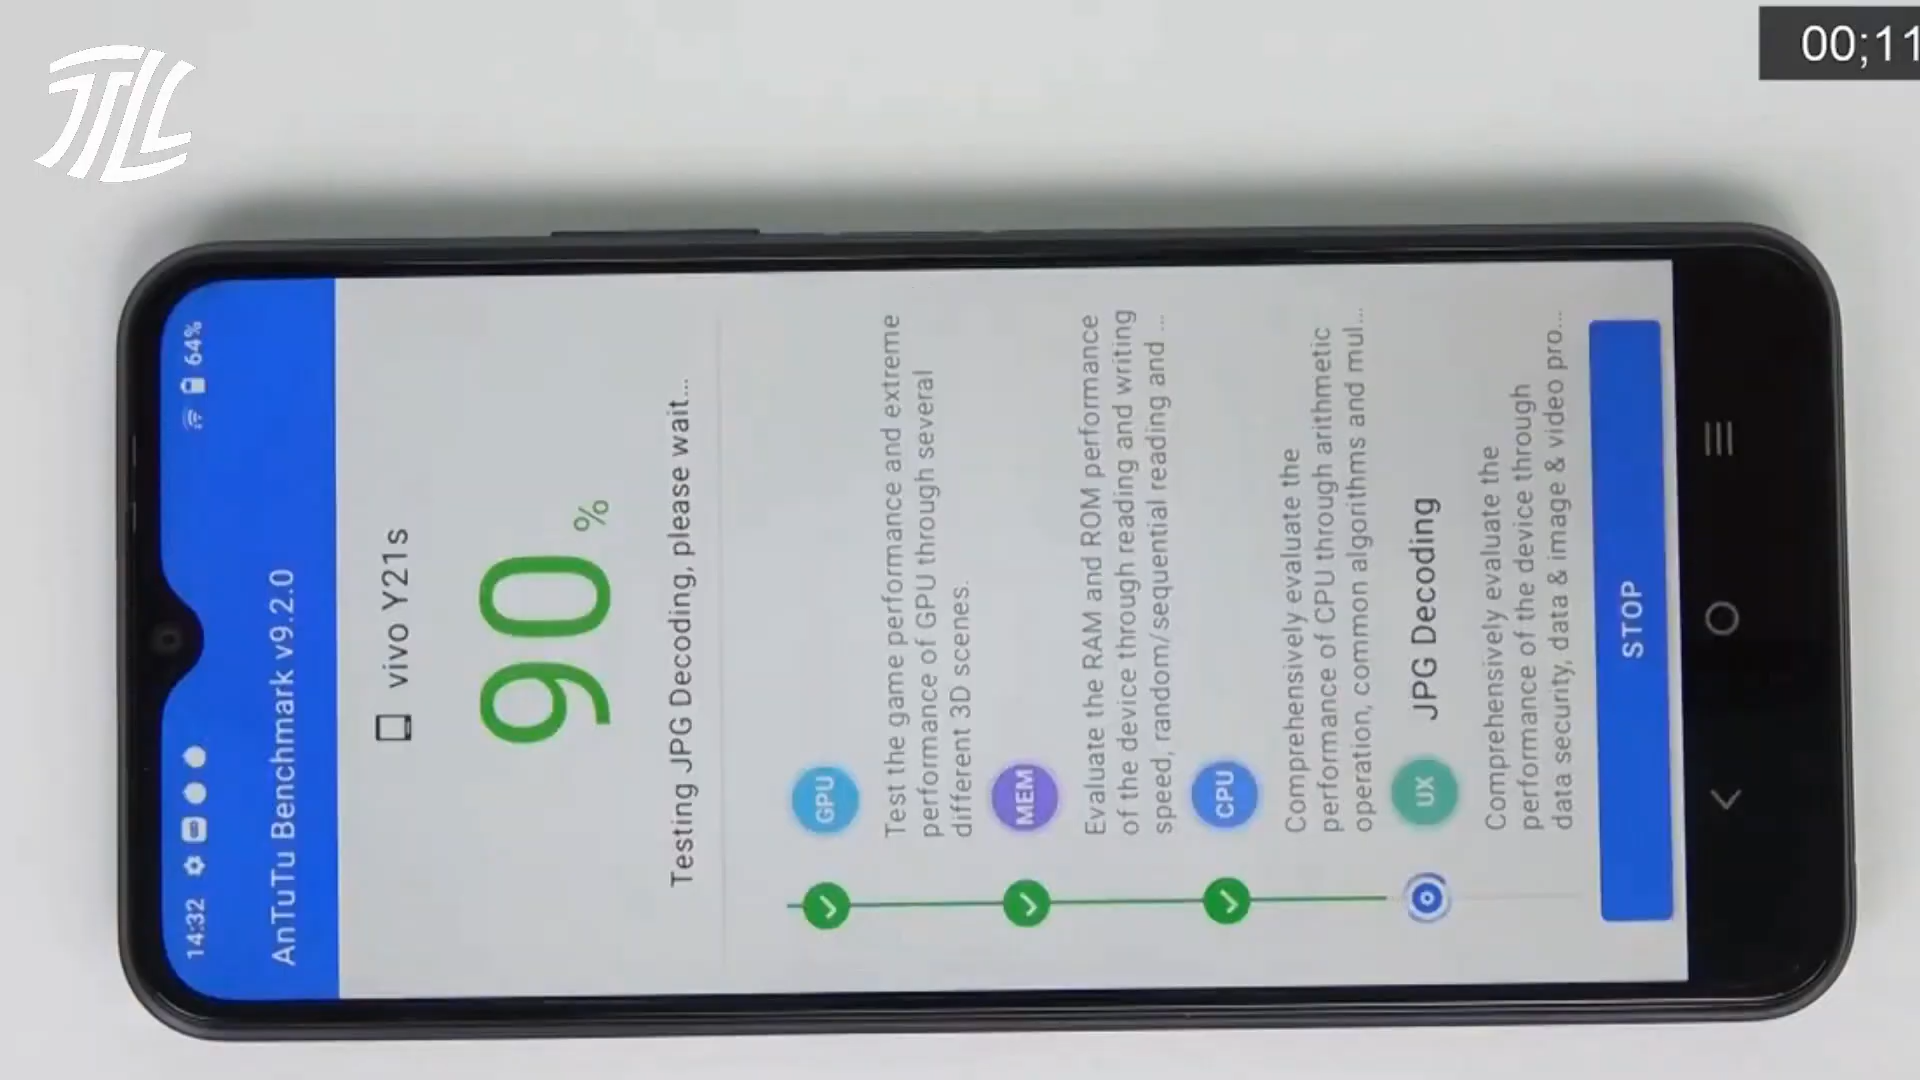 TLL
00;11
14:32
64%
AnTuTu Benchmark v9.2.0
vivo Y21s
90%
Testing JPG Decoding, please wait...
GPU
Test the game performance and extreme
performance of GPU through several
different 3D scenes.
MEM
Evaluate the RAM and ROM performance
of the device through reading and writing
speed, random/sequential reading and ...
CPU
Comprehensively evaluate the
performance of CPU through arithmetic
operation, common algorithms and mul...
UX JPG Decoding
Comprehensively evaluate the
performance of the device through
data security, data & image & video pro...
STOP